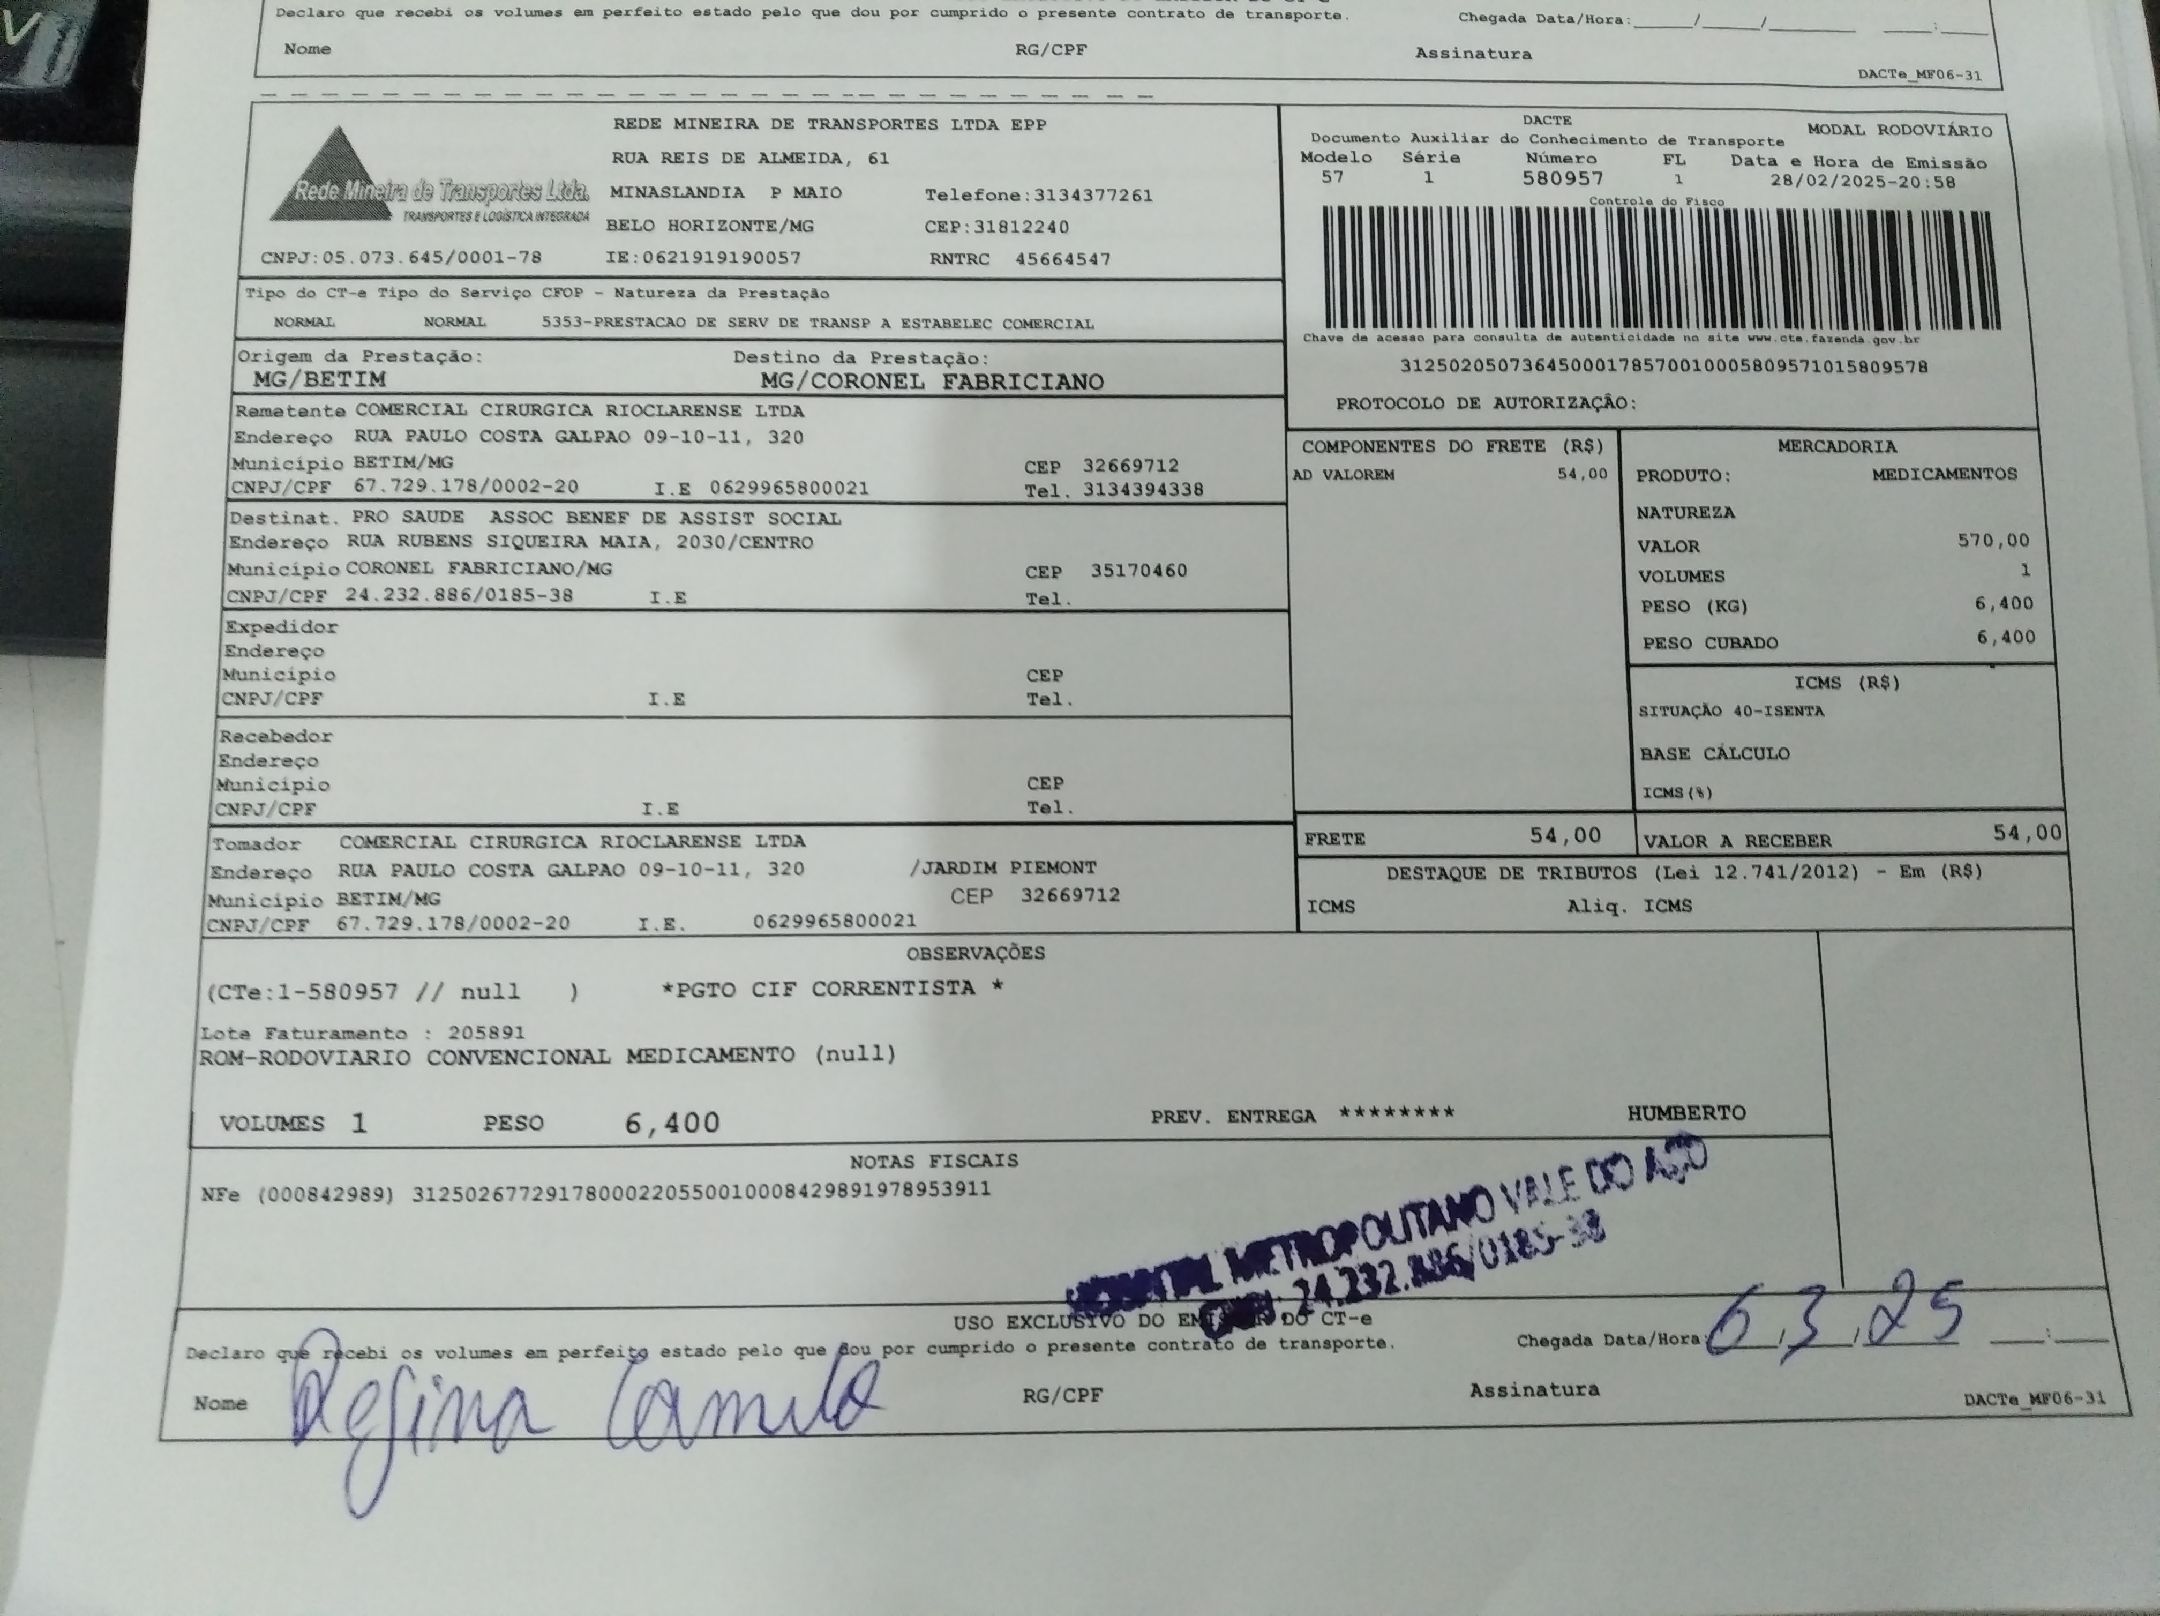 Declaro que recebi os volumes em perfeito estado pelo que dou por cumprido o presente contrato de transporte.
Chegada Data/Hora:_____/_____/_______ ____:____
Nome RG/CPF Assinatura
DACTe_MF06-31
REDE MINEIRA DE TRANSPORTES LTDA EPP
RUA REIS DE ALMEIDA, 61
Rede Mineira de Transportes Ltda.
TRANSPORTES E LOGÍSTICA INTEGRADA
MINASLANDIA P MAIO Telefone:3134377261
BELO HORIZONTE/MG CEP:31812240
CNPJ:05.073.645/0001-78 IE:0621919190057 RNTRC 45664547
DACTE
Documento Auxiliar do Conhecimento de Transporte
MODAL RODOVIÁRIO
Modelo Série Número FL Data e Hora de Emissão
57 1 580957 1 28/02/2025-20:58
Controle do Fisco
Chave de acesso para consulta de autenticidade no site www.cte.fazenda.gov.br
31250205073645000178570010005809571015809578
PROTOCOLO DE AUTORIZAÇÃO:
Tipo do CT-e Tipo do Serviço CFOP - Natureza da Prestação
NORMAL NORMAL 5353-PRESTACAO DE SERV DE TRANSP A ESTABELEC COMERCIAL
Origem da Prestação: Destino da Prestação:
MG/BETIM MG/CORONEL FABRICIANO
Remetente COMERCIAL CIRURGICA RIOCLARENSE LTDA
Endereço RUA PAULO COSTA GALPAO 09-10-11, 320
Município BETIM/MG CEP 32669712
CNPJ/CPF 67.729.178/0002-20 I.E 0629965800021 Tel. 3134394338
Destinat. PRO SAUDE ASSOC BENEF DE ASSIST SOCIAL
Endereço RUA RUBENS SIQUEIRA MAIA, 2030/CENTRO
Município CORONEL FABRICIANO/MG CEP 35170460
CNPJ/CPF 24.232.886/0185-38 I.E Tel.
Expedidor
Endereço
Município CEP
CNPJ/CPF I.E Tel.
Recebedor
Endereço
Município CEP
CNPJ/CPF I.E Tel.
Tomador COMERCIAL CIRURGICA RIOCLARENSE LTDA
Endereço RUA PAULO COSTA GALPAO 09-10-11, 320 /JARDIM PIEMONT
Município BETIM/MG CEP 32669712
CNPJ/CPF 67.729.178/0002-20 I.E. 0629965800021
COMPONENTES DO FRETE (R$)
AD VALOREM 54,00
MERCADORIA
PRODUTO: MEDICAMENTOS
NATUREZA
VALOR 570,00
VOLUMES 1
PESO (KG) 6,400
PESO CUBADO 6,400
ICMS (R$)
SITUAÇÃO 40-ISENTA
BASE CÁLCULO
ICMS(%)
FRETE 54,00 VALOR A RECEBER 54,00
DESTAQUE DE TRIBUTOS (Lei 12.741/2012) - Em (R$)
ICMS Aliq. ICMS
OBSERVAÇÕES
(CTe:1-580957 // null ) *PGTO CIF CORRENTISTA *
Lote Faturamento : 205891
ROM-RODOVIARIO CONVENCIONAL MEDICAMENTO (null)
VOLUMES 1 PESO 6,400 PREV. ENTREGA ******** HUMBERTO
NOTAS FISCAIS
NFe (000842989) 31250267729178000220550010008429891978953911
HOSPITAL METROPOLITANO VALE DO AÇO
CNPJ: 24.232.886/0185-38
USO EXCLUSIVO DO EMISSOR DO CT-e
Declaro que recebi os volumes em perfeito estado pelo que dou por cumprido o presente contrato de transporte.
Chegada Data/Hora: 6/3/25 ____:____
Nome Regina Camila RG/CPF Assinatura
DACTe_MF06-31